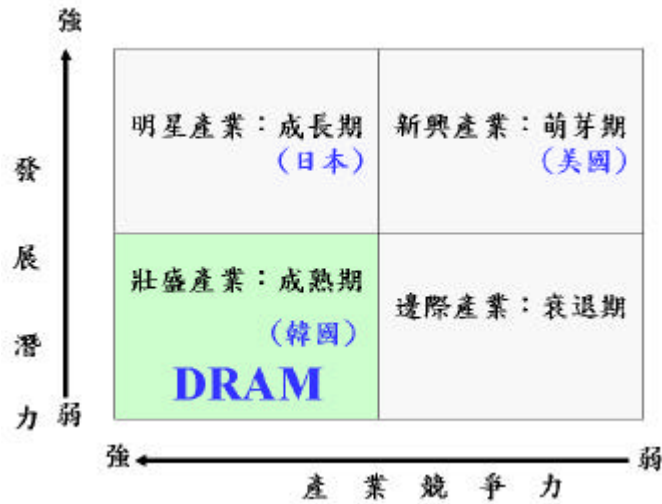 強
明星產業：成長期
（日本）
新興產業：萌芽期
（美國）
發展潛力
壯盛產業：成熟期
（韓國）
DRAM
邊際產業：衰退期
弱
強
弱
產業競爭力